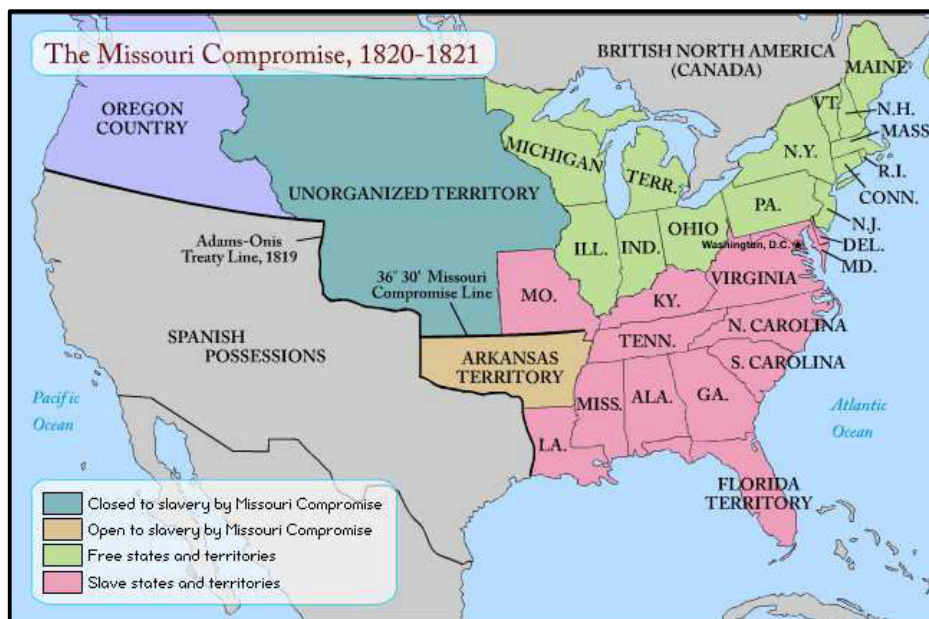 The Missouri Compromise, 1820-1821
BRITISH NORTH AMERICA
(CANADA)
MAINE
OREGON
COUNTRY
VT.
N.H.
MASS
MICHIGAN
TERR.
N.Y.
R.I.
CONN.
UNORGANIZED TERRITORY
PA.
N.J.
OHIO
ILL.
IND.
Washington, D.C.
DEL.
MD.
Adams-Onis
Treaty Line, 1819
36° 30' Missouri
Compromise Line
MO.
VIRGINIA
KY.
SPANISH
POSSESSIONS
N. CAROLINA
TENN.
ARKANSAS
TERRITORY
S. CAROLINA
MISS.
ALA.
GA.
Pacific
Ocean
Atlantic
Ocean
LA.
FLORIDA
TERRITORY
Closed to slavery by Missouri Compromise
Open to slavery by Missouri Compromise
Free states and territories
Slave states and territories